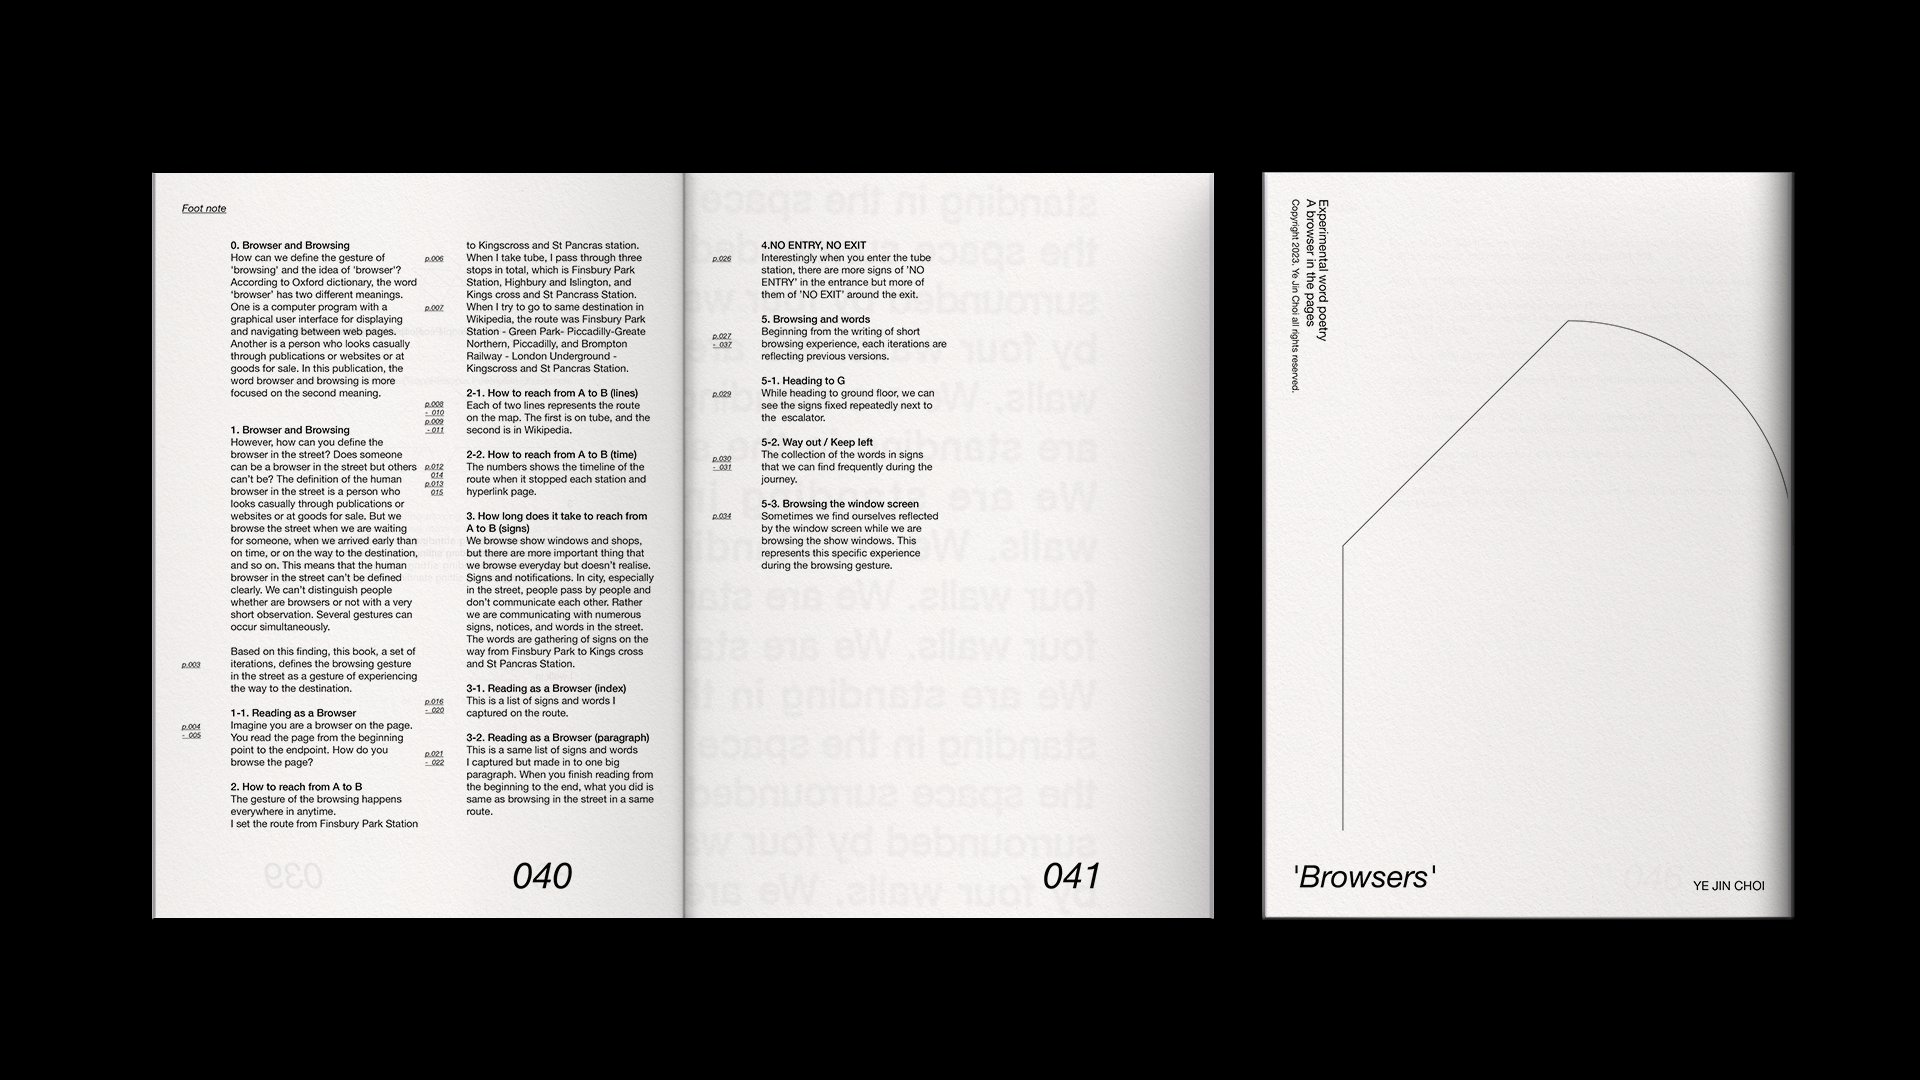 Foot note
0. Browser and Browsing
How can we define the gesture of
'browsing' and the idea of 'browser'?
According to Oxford dictionary, the word
‘browser’ has two different meanings.
One is a computer program with a
graphical user interface for displaying
and navigating between web pages.
Another is a person who looks casually
through publications or websites or at
goods for sale. In this publication, the
word browser and browsing is more
focused on the second meaning.
1. Browser and Browsing
However, how can you define the
browser in the street? Does someone
can be a browser in the street but others
can’t be? The definition of the human
browser in the street is a person who
looks casually through publications or
websites or at goods for sale. But we
browse the street when we are waiting
for someone, when we arrived early than
on time, or on the way to the destination,
and so on. This means that the human
browser in the street can’t be defined
clearly. We can’t distinguish people
whether are browsers or not with a very
short observation. Several gestures can
occur simultaneously.
Based on this finding, this book, a set of
p.003
iterations, defines the browsing gesture
in the street as a gesture of experiencing
the way to the destination.
1-1. Reading as a Browser
p.004
- 005
Imagine you are a browser on the page.
You read the page from the beginning
point to the endpoint. How do you
browse the page?
2. How to reach from A to B
The gesture of the browsing happens
everywhere in anytime.
I set the route from Finsbury Park Station
to Kingscross and St Pancras station.
p.006
When I take tube, I pass through three
stops in total, which is Finsbury Park
Station, Highbury and Islington, and
Kings cross and St Pancrass Station.
p.007
When I try to go to same destination in
Wikipedia, the route was Finsbury Park
Station - Green Park- Piccadilly-Greate
Northern, Piccadilly, and Brompton
Railway - London Underground -
Kingscross and St Pancras Station.
2-1. How to reach from A to B (lines)
p.008
- 010
p.009
- 011
Each of two lines represents the route
on the map. The first is on tube, and the
second is in Wikipedia.
2-2. How to reach from A to B (time)
p.012
014
p.013
015
The numbers shows the timeline of the
route when it stopped each station and
hyperlink page.
3. How long does it take to reach from
A to B (signs)
We browse show windows and shops,
but there are more important thing that
we browse everyday but doesn’t realise.
Signs and notifications. In city, especially
in the street, people pass by people and
don’t communicate each other. Rather
we are communicating with numerous
signs, notices, and words in the street.
The words are gathering of signs on the
way from Finsbury Park to Kings cross
and St Pancras Station.
3-1. Reading as a Browser (index)
p.016
- 020
This is a list of signs and words I
captured on the route.
3-2. Reading as a Browser (paragraph)
p.021
- 022
This is a same list of signs and words
I captured but made in to one big
paragraph. When you finish reading from
the beginning to the end, what you did is
same as browsing in the street in a same
route.
039
040
4.NO ENTRY, NO EXIT
p.026
Interestingly when you enter the tube
station, there are more signs of ’NO
ENTRY’ in the entrance but more of
them of ’NO EXIT’ around the exit.
5. Browsing and words
p.027
- 037
Beginning from the writing of short
browsing experience, each iterations are
reflecting previous versions.
5-1. Heading to G
p.029
While heading to ground floor, we can
see the signs fixed repeatedly next to
the escalator.
5-2. Way out / Keep left
p.030
- 031
The collection of the words in signs
that we can find frequently during the
journey.
5-3. Browsing the window screen
p.034
Sometimes we find ourselves reflected
by the window screen while we are
browsing the show windows. This
represents this specific experience
during the browsing gesture.
041
Experimental word poetry
A browser in the pages
Copyright 2023. Ye Jin Choi all rights reserved.
'Browsers'
046
YE JIN CHOI